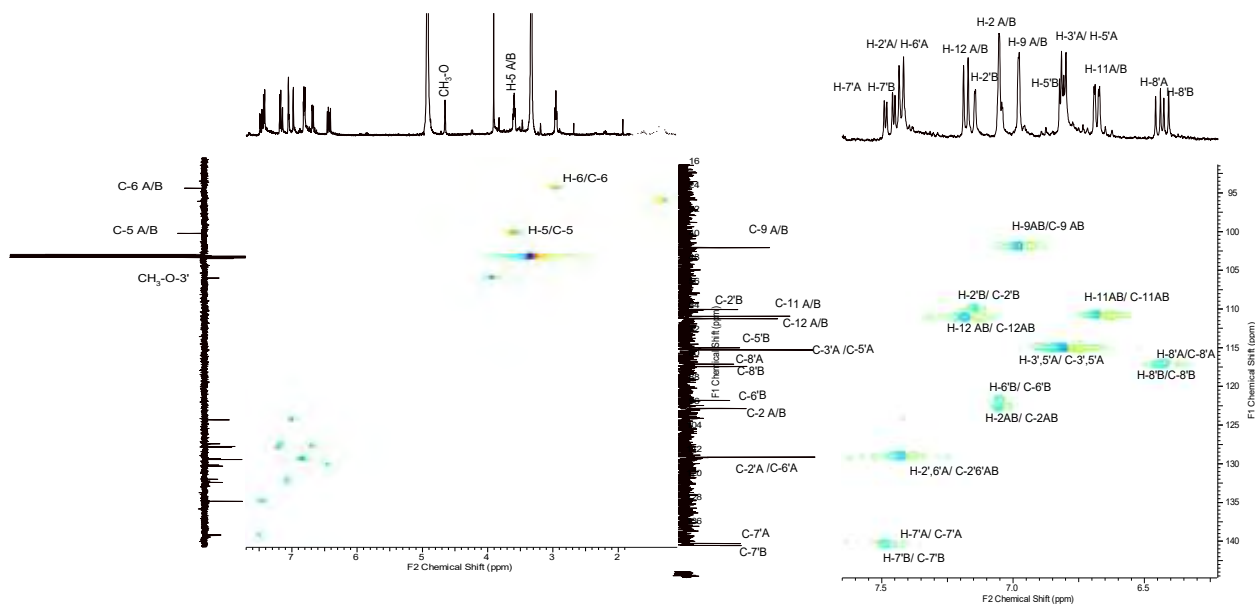 CH3-O
H-5 A/B
C-6 A/B
C-5 A/B
CH3-O-3'
H-6/C-6
H-5/C-5
7 6 5 4 3 2
F2 Chemical Shift (ppm)
H-2 A/B
H-2'A/ H-6'A
H-12 A/B
H-9 A/B
H-3'A/ H-5'A
H-7'A
H-7'B
H-2'B
H-5'B
H-11A/B
H-8'A
H-8'B
C-9 A/B
C-2'B
C-11 A/B
C-12 A/B
C-5'B
C-3'A /C-5'A
C-8'A
C-8'B
C-6'B
C-2 A/B
C-2'A /C-6'A
C-7'A
C-7'B
F1 Chemical Shift (ppm)
H-9AB/C-9 AB
H-2'B/ C-2'B
H-11AB/ C-11AB
H-12 AB/ C-12AB
H-3',5'A/ C-3',5'A
H-8'A/C-8'A
H-8'B/C-8'B
H-6'B/ C-6'B
H-2AB/ C-2AB
H-2',6'A/ C-2'6'AB
H-7'A/ C-7'A
H-7'B/ C-7'B
95
100
105
110
115
120
125
130
135
140
F1 Chemical Shift (ppm)
7.5 7.0 6.5
F2 Chemical Shift (ppm)